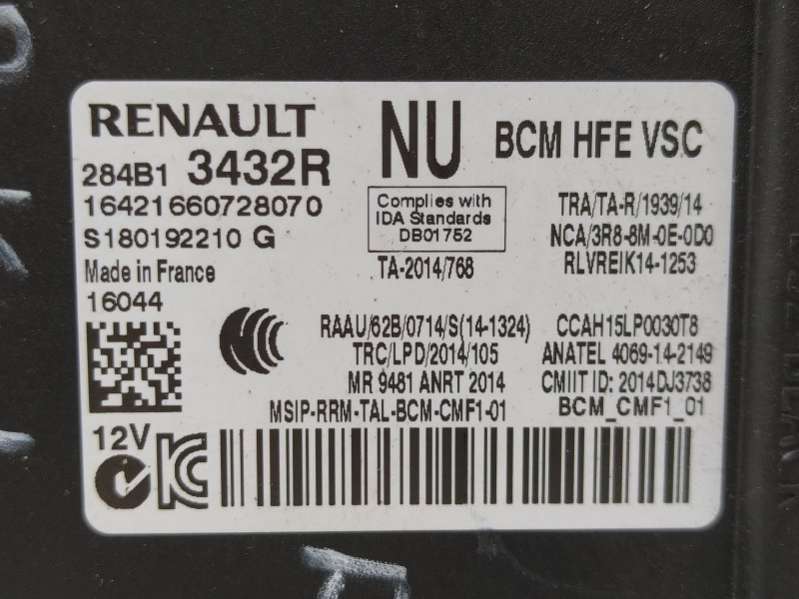 RENAULT NU BCM HFE VSC
284B1 3432R
16421660728070
S180192210 G
Made in France
16044
Complies with
IDA Standards
DB01752
TA-2014/768
TRA/TA-R/1939/14
NCA/3R8-8M-0E-0D0
RLVREIK14-1253
RAAU/62B/0714/S(14-1324)
TRC/LPD/2014/105
MR 9481 ANRT 2014
MSIP-RRM-TAL-BCM-CMF1-01
CCAH15LP0030T8
ANATEL 4069-14-2149
CMIIT ID: 2014DJ3738
BCM_CMF1_01
12V